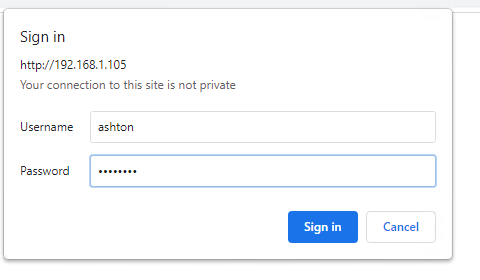 Sign in
http://192.168.1.105
Your connection to this site is not private
Username ashton
Password ••••••••
Sign in Cancel